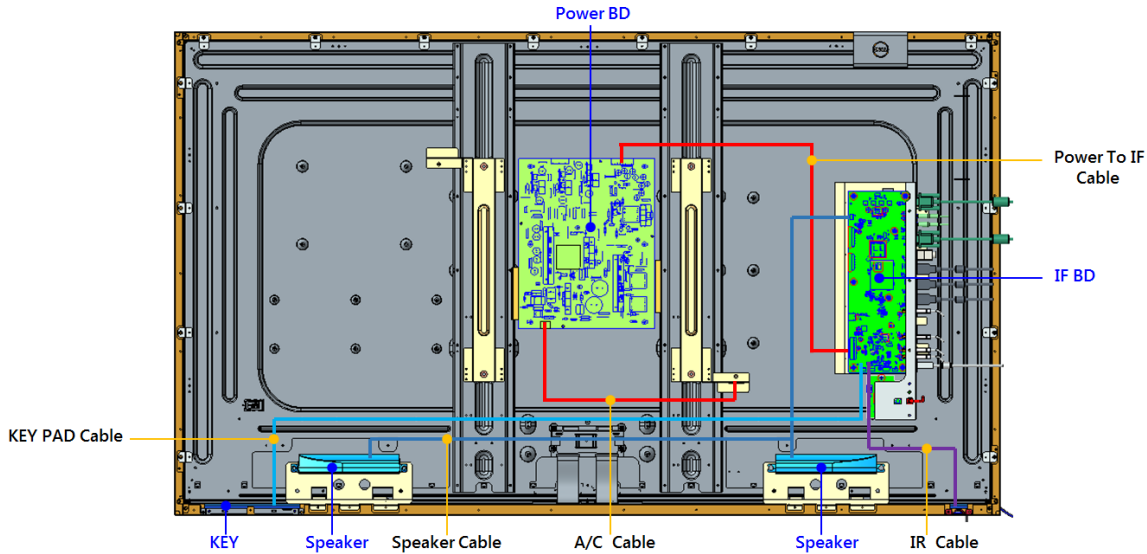 Power BD
Power To IF
Cable
IF BD
KEY PAD Cable
KEY
Speaker
Speaker Cable
A/C Cable
Speaker
IR Cable